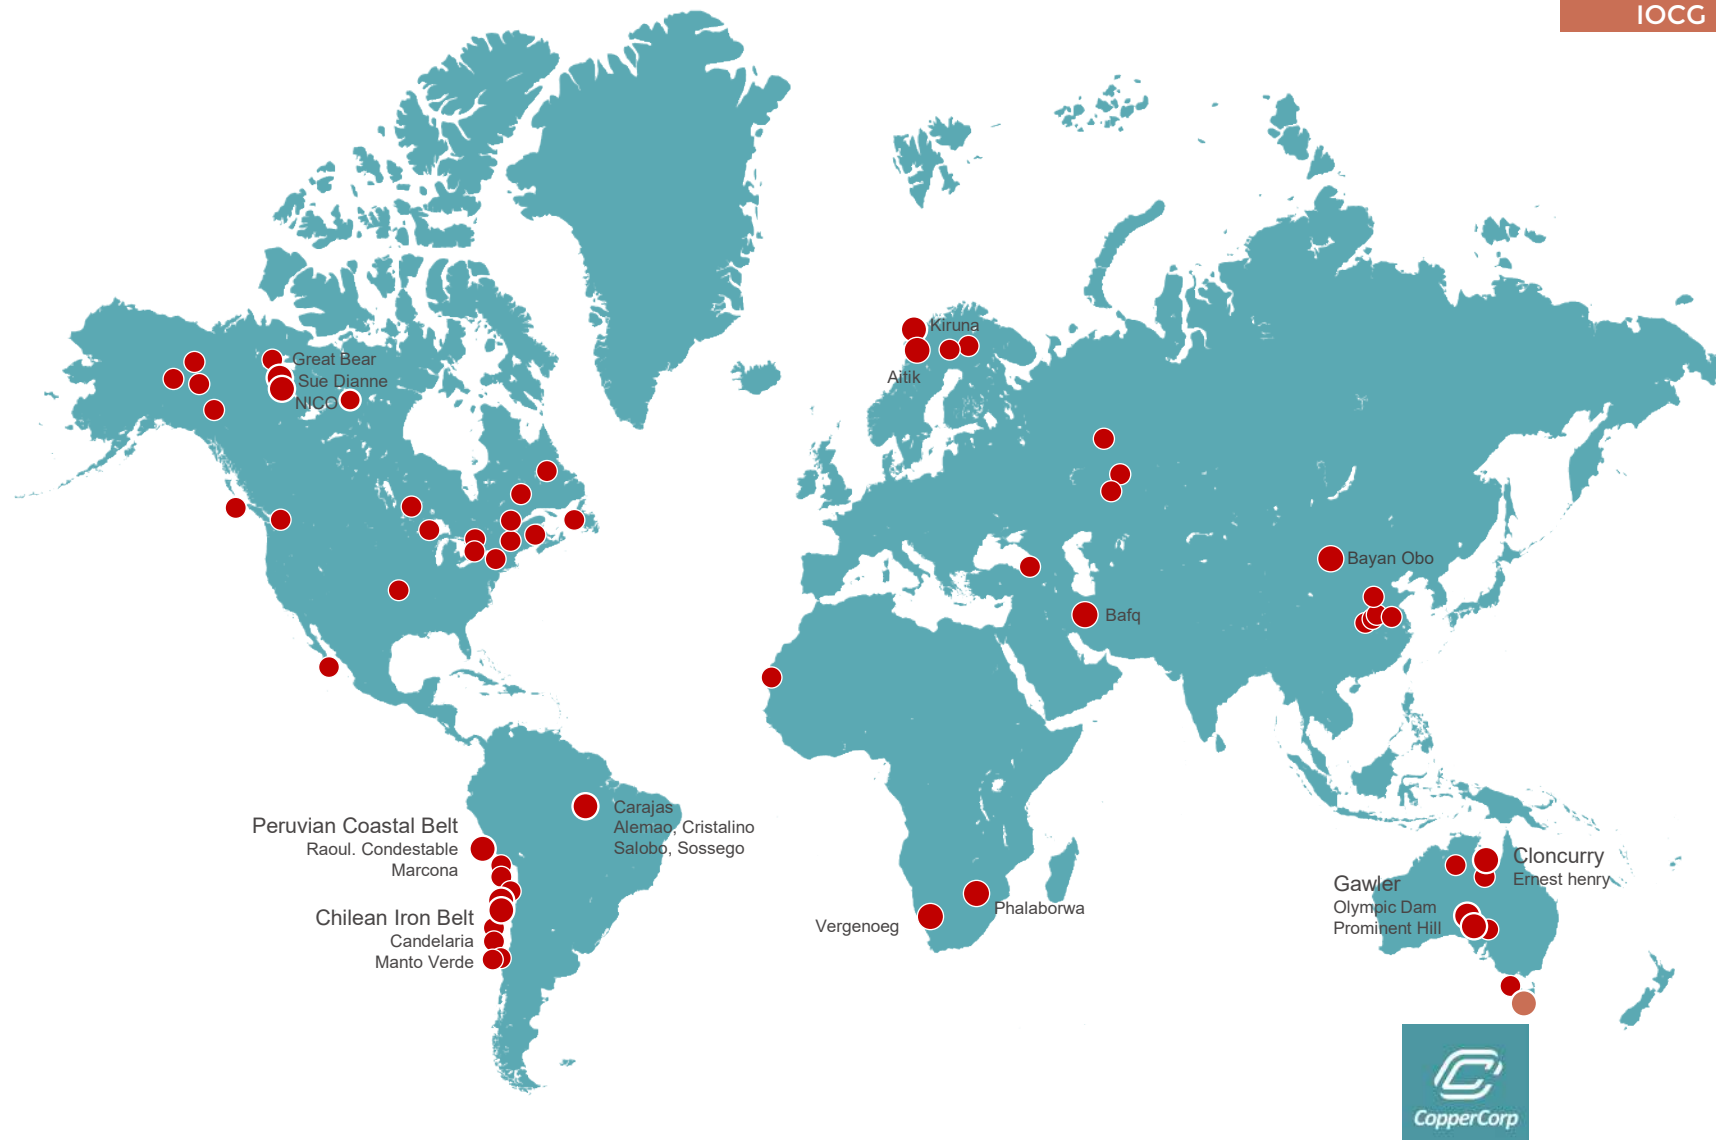 IOCG
Great Bear
Sue Dianne
NICO
Kiruna
Aitik
Bayan Obo
Bafq
Carajas
Alemao, Cristalino
Salobo, Sossego
Peruvian Coastal Belt
Raoul. Condestable
Marcona
Chilean Iron Belt
Candelaria
Manto Verde
Vergenoeg
Phalaborwa
Cloncurry
Ernest henry
Gawler
Olympic Dam
Prominent Hill
CopperCorp